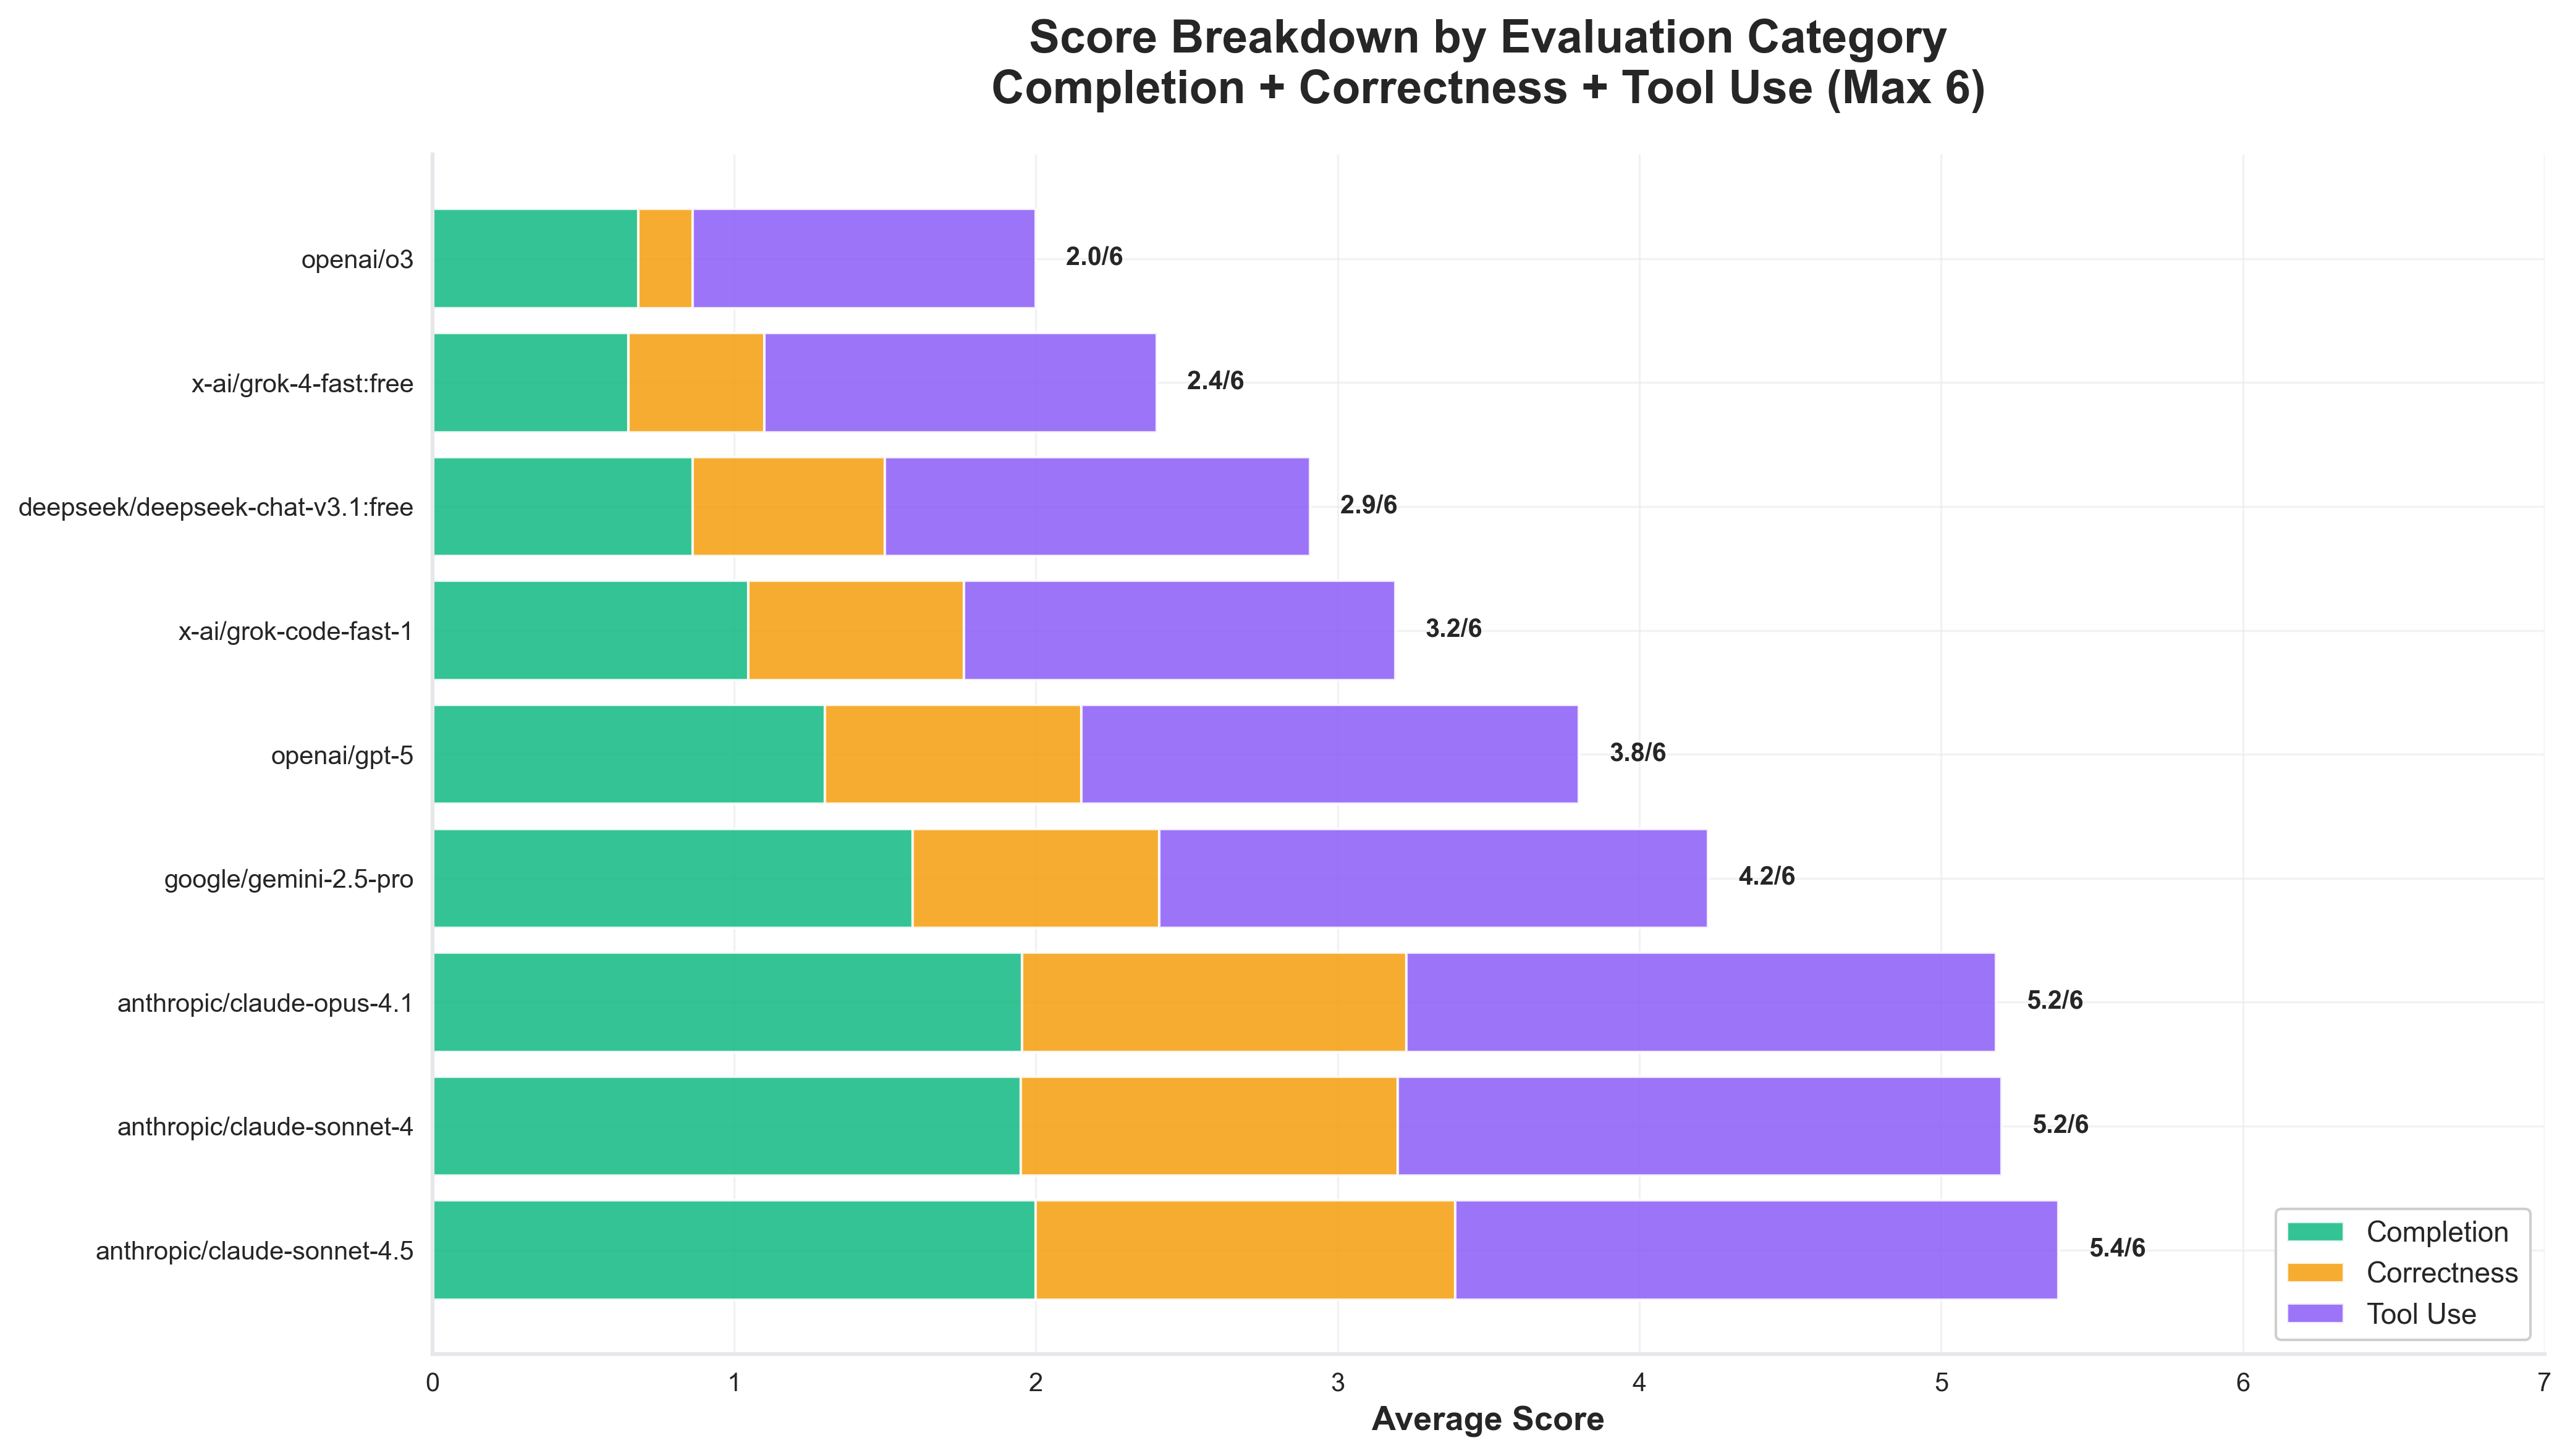 Score Breakdown by Evaluation Category
Completion + Correctness + Tool Use (Max 6)
openai/o3
2.0/6
x-ai/grok-4-fast:free
2.4/6
deepseek/deepseek-chat-v3.1:free
2.9/6
x-ai/grok-code-fast-1
3.2/6
openai/gpt-5
3.8/6
google/gemini-2.5-pro
4.2/6
anthropic/claude-opus-4.1
5.2/6
anthropic/claude-sonnet-4
5.2/6
anthropic/claude-sonnet-4.5
5.4/6
Completion
Correctness
Tool Use
0 1 2 3 4 5 6 7
Average Score